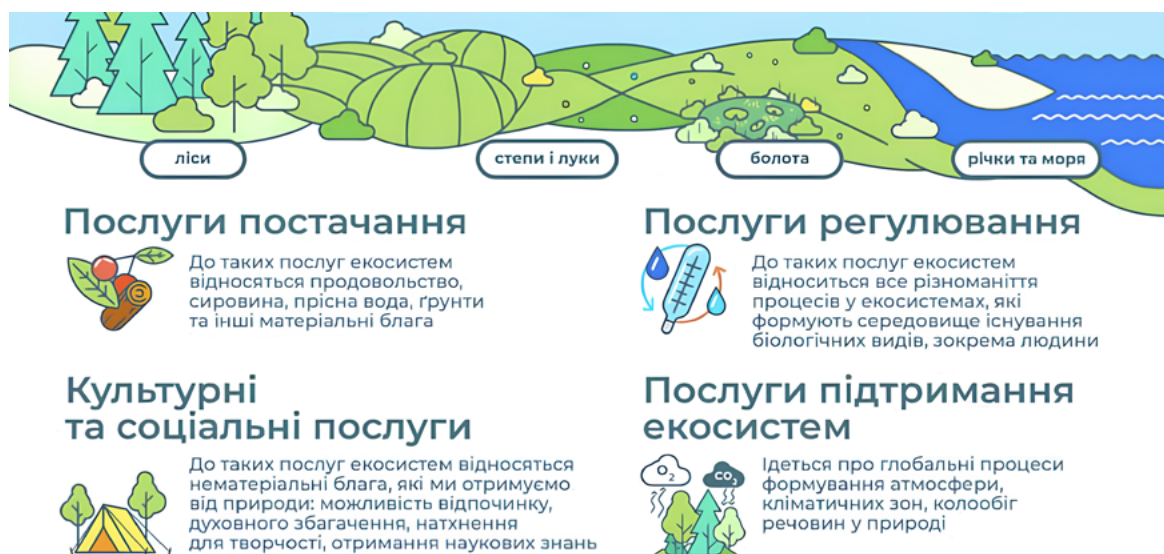 ліси
степи і луки
болота
річки та моря
Послуги постачання
До таких послуг екосистем
відносяться продовольство,
сировина, прісна вода, ґрунти
та інші матеріальні блага
Послуги регулювання
До таких послуг екосистем
відноситься все різноманіття
процесів у екосистемах, які
формують середовище існування
біологічних видів, зокрема людини
Культурні
та соціальні послуги
До таких послуг екосистем відносяться
нематеріальні блага, які ми отримуємо
від природи: можливість відпочинку,
духовного збагачення, натхнення
для творчості, отримання наукових знань
Послуги підтримання
екосистем
O₂
CO₂
Ідеться про глобальні процеси
формування атмосфери,
кліматичних зон, колообіг
речовин у природі